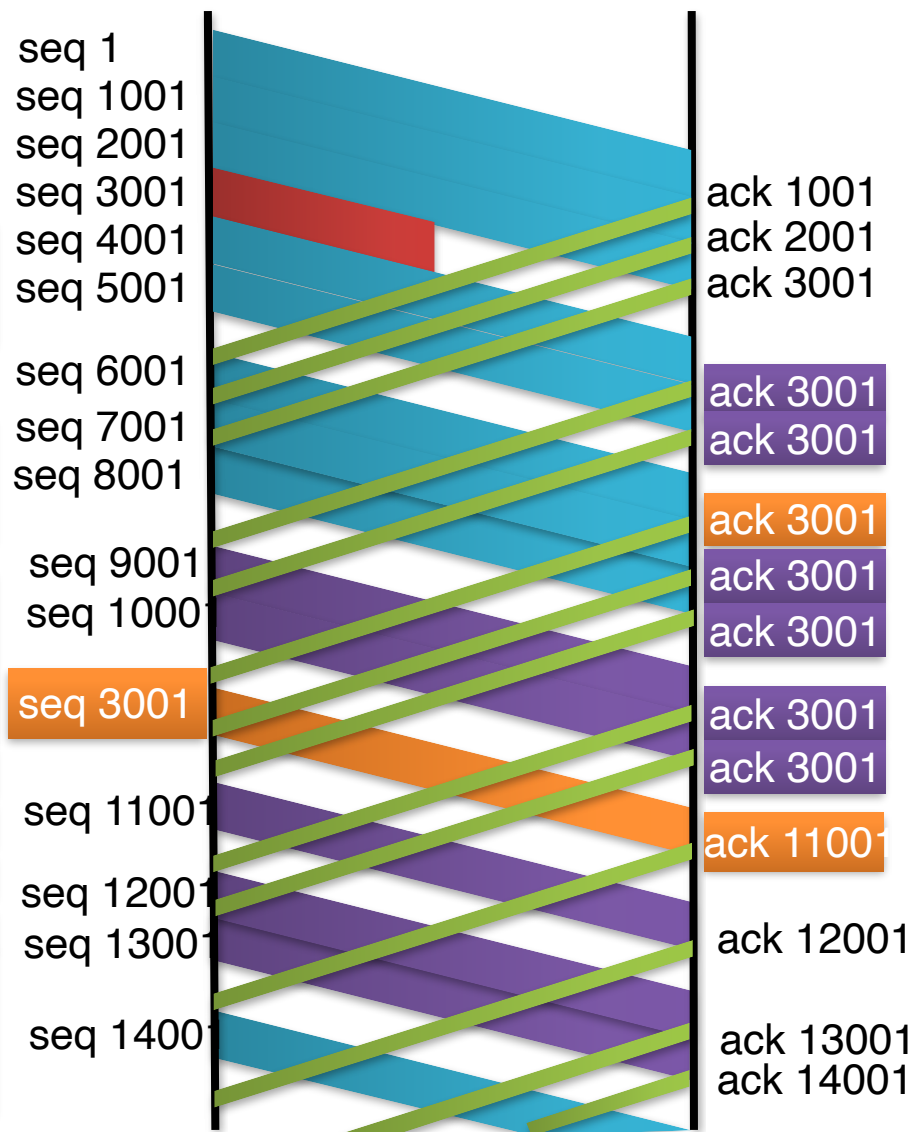 seq 1
seq 1001
seq 2001
seq 3001
seq 4001
seq 5001
seq 6001
seq 7001
seq 8001
seq 9001
seq 10001
seq 3001
seq 11001
seq 12001
seq 13001
seq 14001
ack 1001
ack 2001
ack 3001
ack 3001
ack 3001
ack 3001
ack 3001
ack 3001
ack 3001
ack 3001
ack 11001
ack 12001
ack 13001
ack 14001